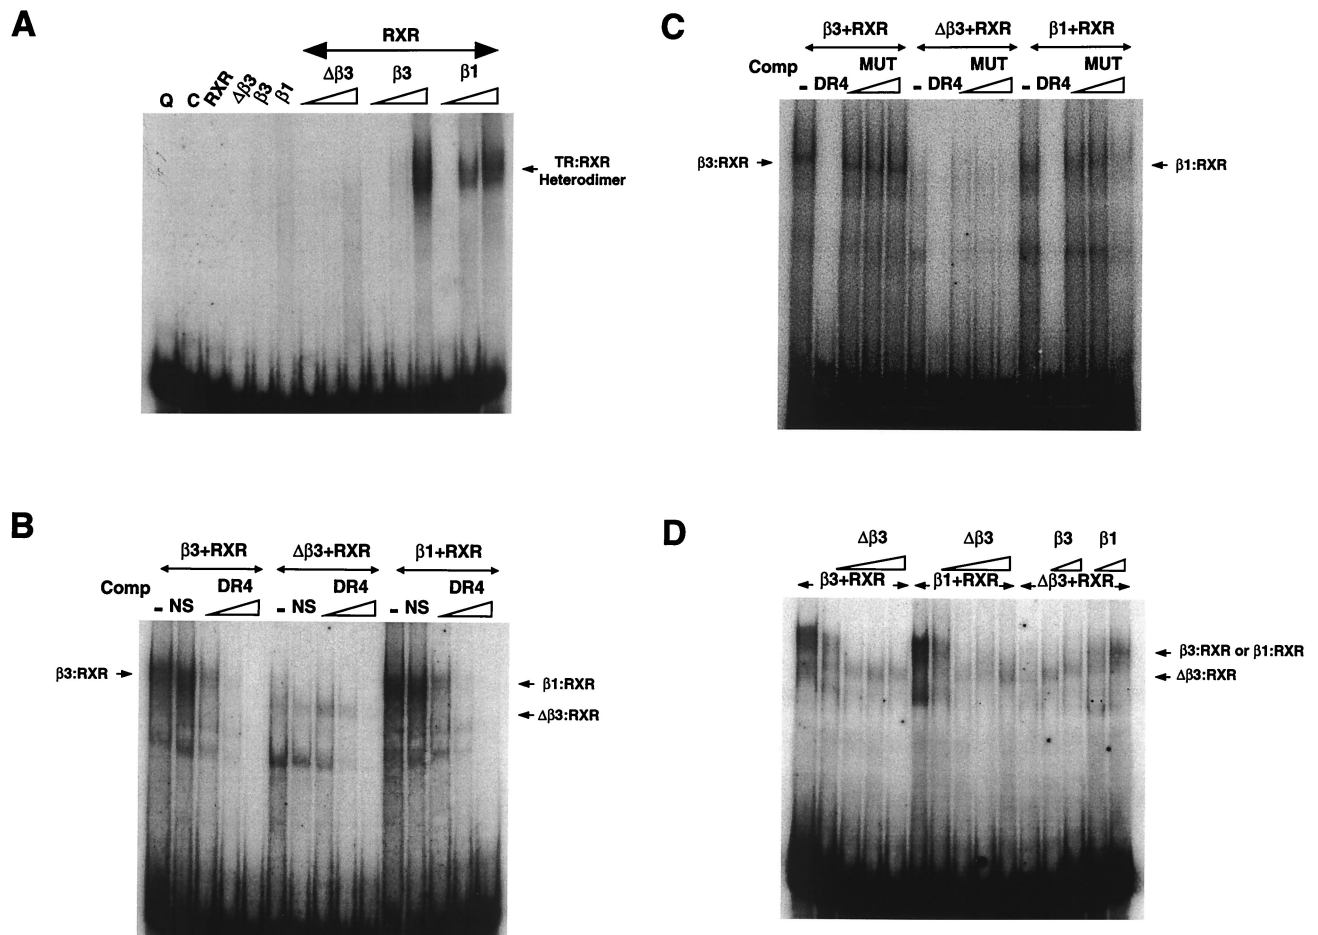 A
RXR
Δβ3 β3 β1
Q C RXR Δβ3 β3 β1
TR:RXR
Heterodimer
B
β3+RXR Δβ3+RXR β1+RXR
Comp DR4 DR4 DR4
- NS - NS - NS
β3:RXR
β1:RXR
Δβ3:RXR
C
β3+RXR Δβ3+RXR β1+RXR
Comp MUT MUT MUT
- DR4 - DR4 - DR4
β3:RXR
β1:RXR
D
Δβ3 Δβ3 β3 β1
β3+RXR β1+RXR Δβ3+RXR
β3:RXR or β1:RXR
Δβ3:RXR